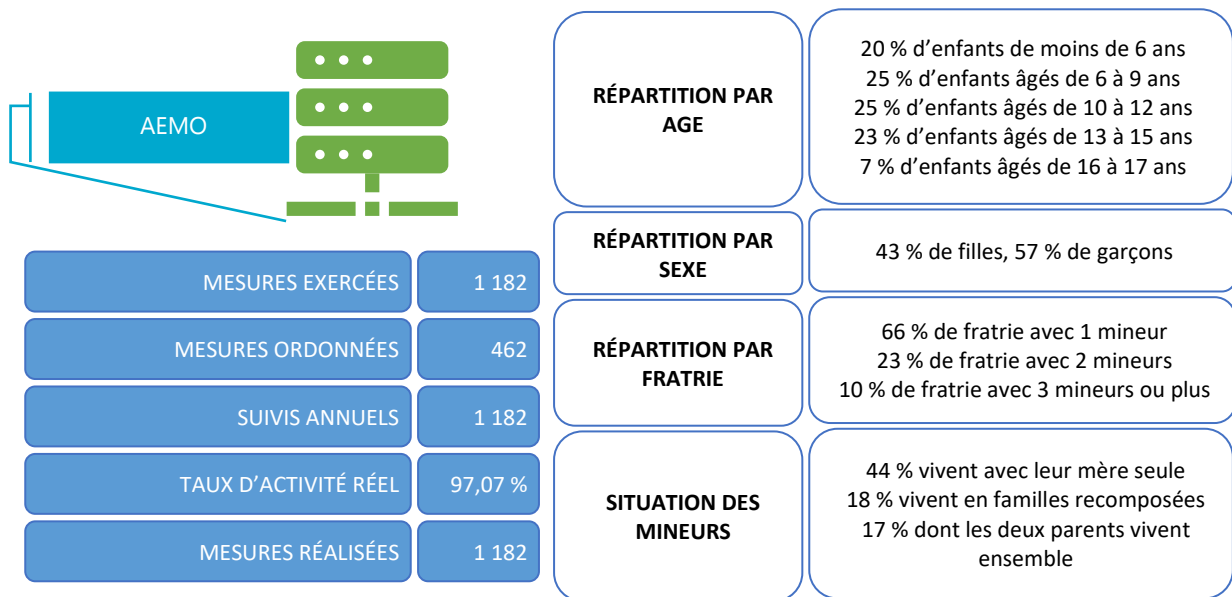 AEMO
MESURES EXERCÉES 1 182
MESURES ORDONNÉES 462
SUIVIS ANNUELS 1 182
TAUX D’ACTIVITÉ RÉEL 97,07 %
MESURES RÉALISÉES 1 182
RÉPARTITION PAR
AGE
20 % d’enfants de moins de 6 ans
25 % d’enfants âgés de 6 à 9 ans
25 % d’enfants âgés de 10 à 12 ans
23 % d’enfants âgés de 13 à 15 ans
7 % d’enfants âgés de 16 à 17 ans
RÉPARTITION PAR
SEXE
43 % de filles, 57 % de garçons
RÉPARTITION PAR
FRATRIE
66 % de fratrie avec 1 mineur
23 % de fratrie avec 2 mineurs
10 % de fratrie avec 3 mineurs ou plus
SITUATION DES
MINEURS
44 % vivent avec leur mère seule
18 % vivent en familles recomposées
17 % dont les deux parents vivent
ensemble